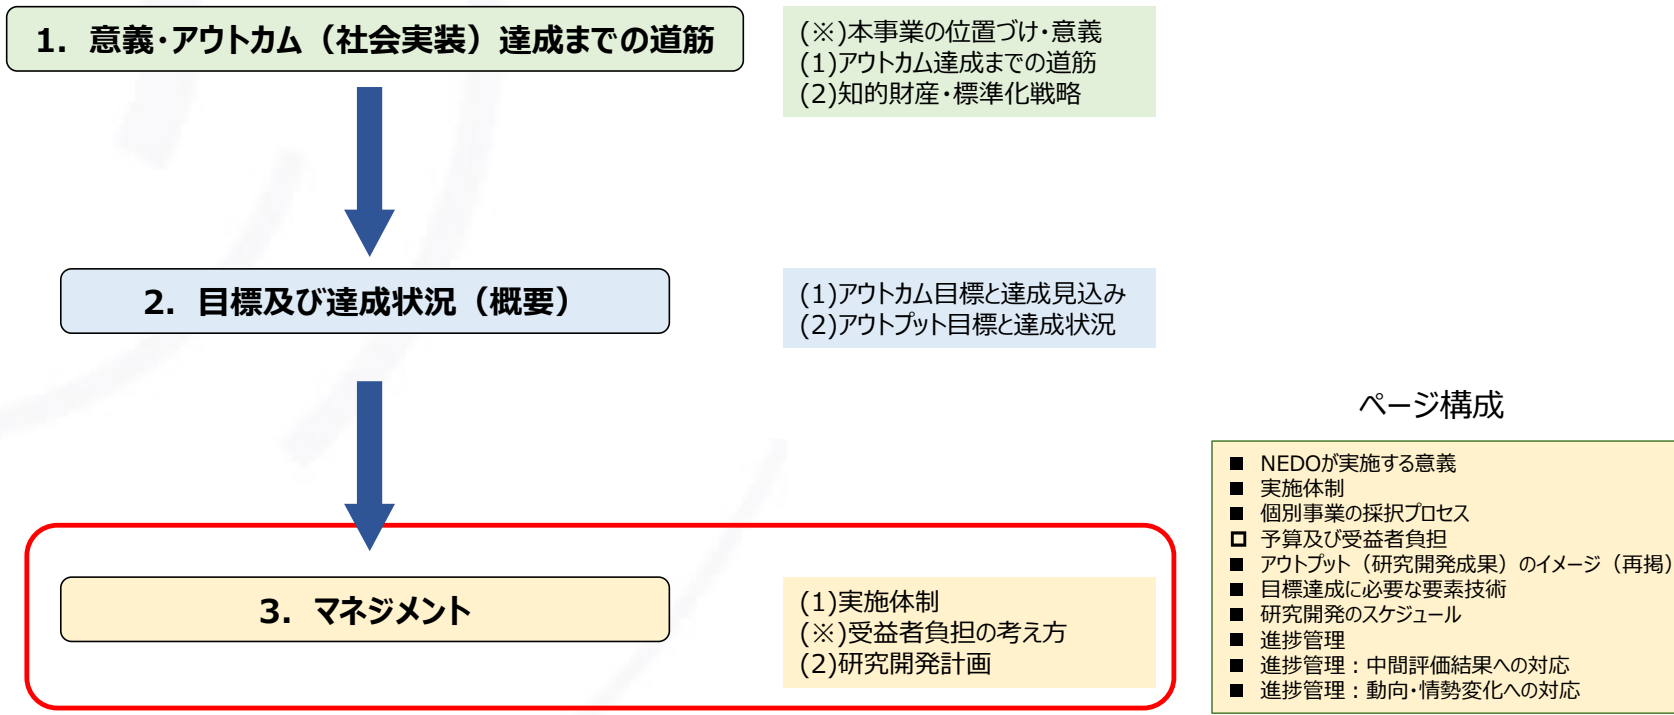 1. 意義・アウトカム（社会実装）達成までの道筋
(※)本事業の位置づけ・意義
(1)アウトカム達成までの道筋
(2)知的財産・標準化戦略
2. 目標及び達成状況（概要）
(1)アウトカム目標と達成見込み
(2)アウトプット目標と達成状況
3. マネジメント
(1)実施体制
(※)受益者負担の考え方
(2)研究開発計画
ページ構成
■ NEDOが実施する意義
■ 実施体制
■ 個別事業の採択プロセス
□ 予算及び受益者負担
■ アウトプット（研究開発成果）のイメージ（再掲）
■ 目標達成に必要な要素技術
■ 研究開発のスケジュール
■ 進捗管理
■ 進捗管理：中間評価結果への対応
■ 進捗管理：動向・情勢変化への対応